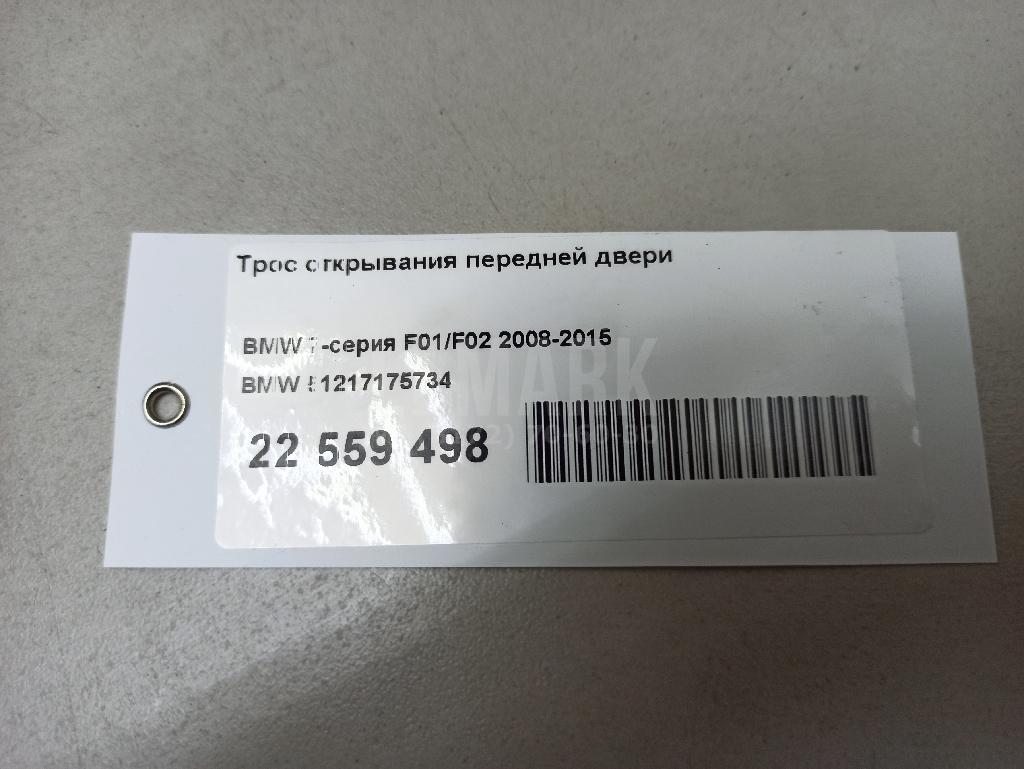 Трос открывания передней двери
BMW 7-серия F01/F02 2008-2015
BMW 51217175734
22 559 498